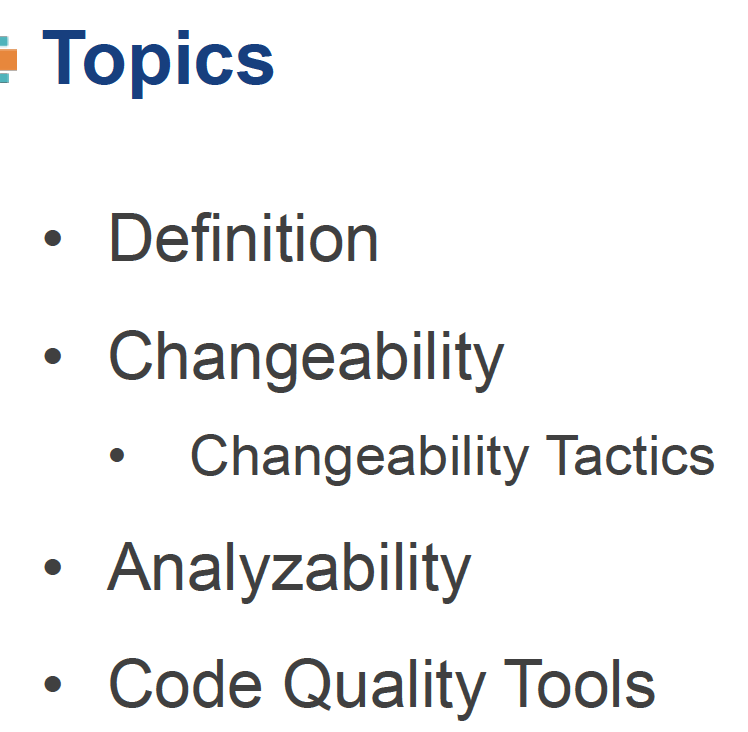 Topics
• Definition
• Changeability
• Changeability Tactics
• Analyzability
• Code Quality Tools